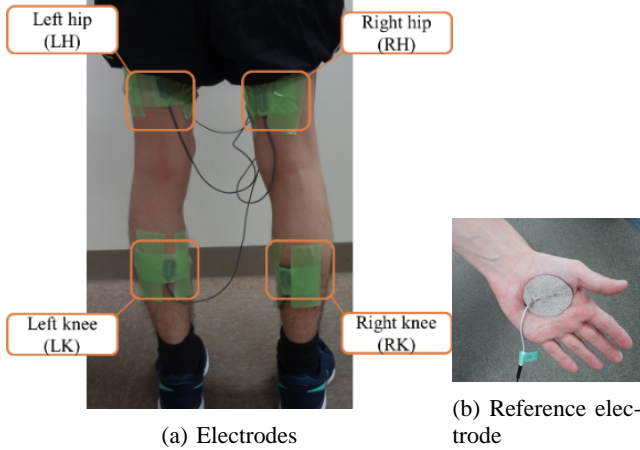 Left hip
(LH)
Right hip
(RH)
Left knee
(LK)
Right knee
(RK)
(a) Electrodes
(b) Reference elec-
trode